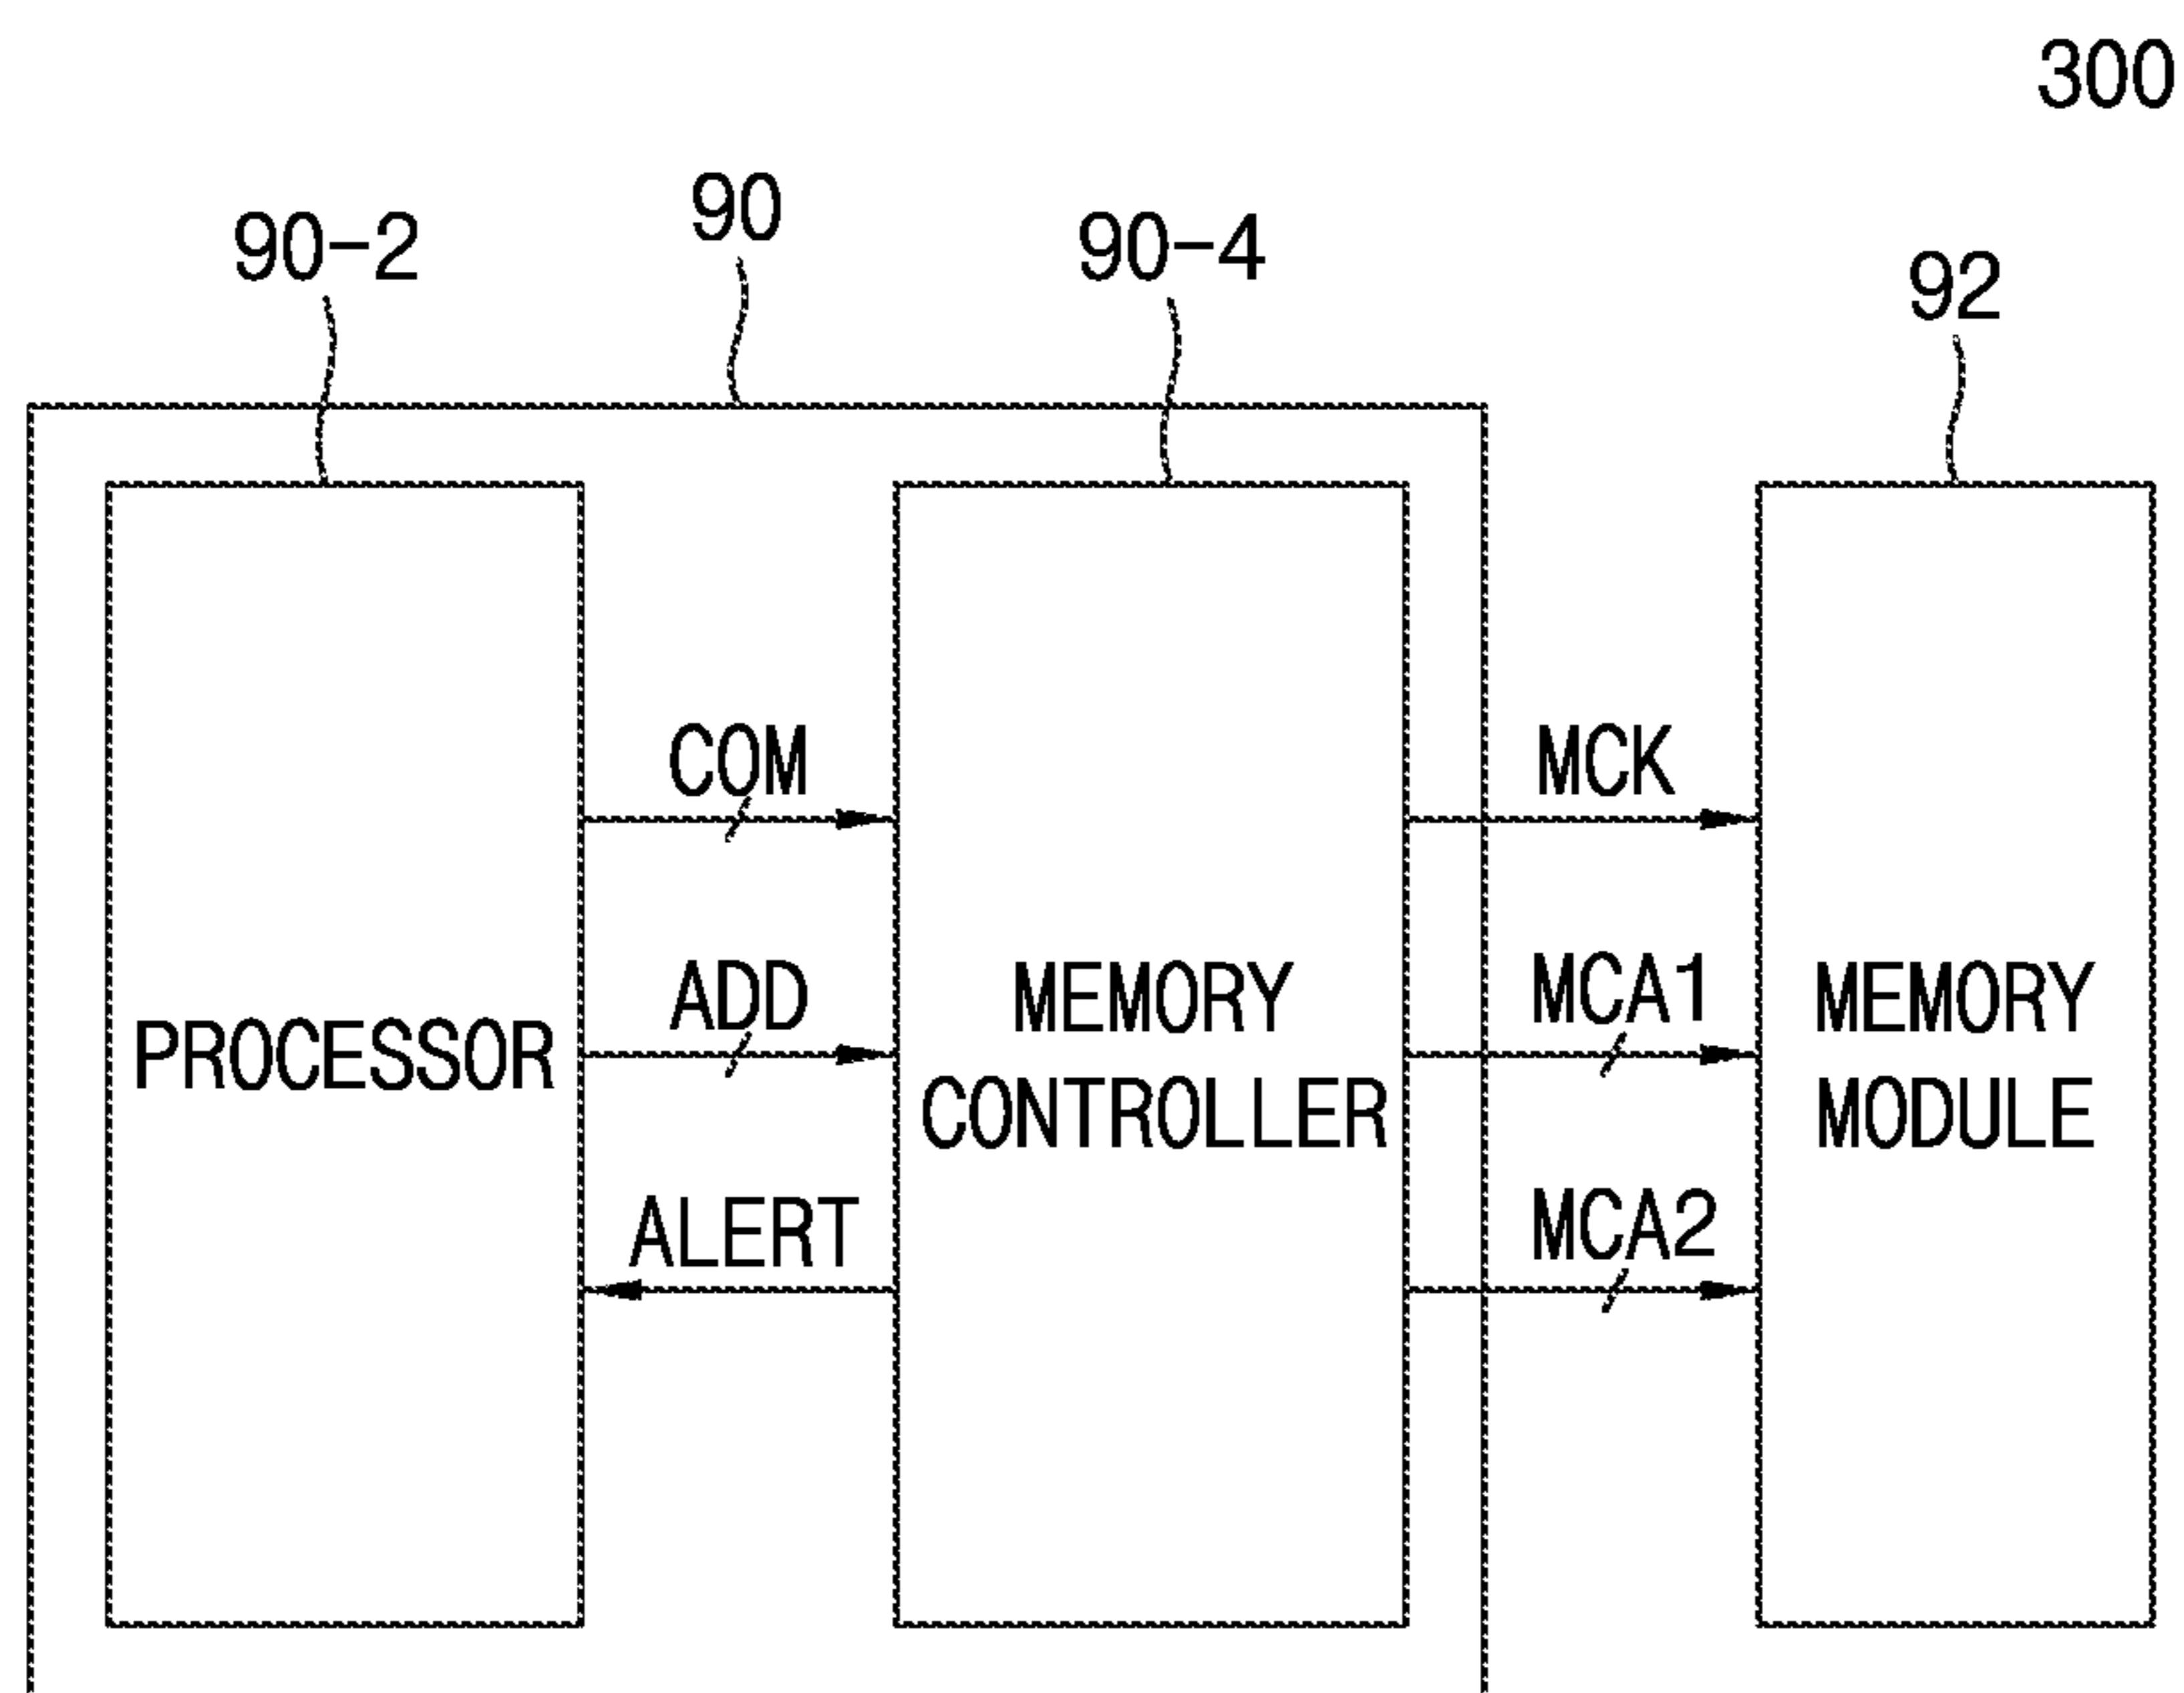 300
90
90-2
90-4
92
COM
MCK
ADD
MCA1
PROCESSOR
MEMORY
CONTROLLER
MEMORY
MODULE
ALERT
MCA2